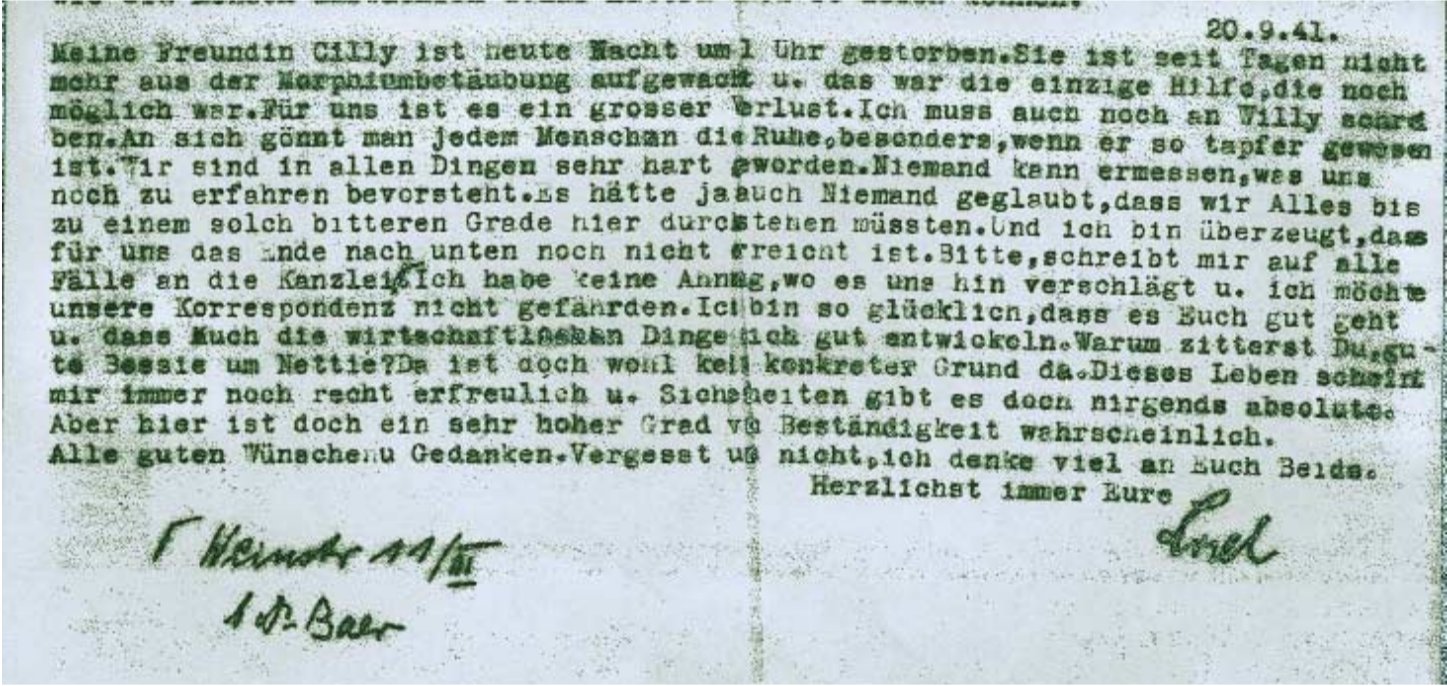 20.9.41.
Meine Freundin Cilly ist heute Nacht um1 Uhr gestorben.Sie ist seit Tagen nicht
mehr aus der Morphiumbetäubung aufgewacht u. das war die einzige Hilfe,die noch
möglich war.Für uns ist es ein grosser Verlust.Ich muss auch noch an Willy schrei
ben.An sich gönnt man jedem Menschan die Ruhe,besonders,wenn er so tapfer gewesen
ist.Wir sind in allen Dingen sehr hart geworden.Niemand kann ermessen,was uns
noch zu erfahren bevorsteht.Es hätte jaauch Niemand geglaubt,dass wir Alles bis
zu einem solch bitteren Grade hier durchstehen müssten.Und ich bin überzeugt,dass
für uns das Ende nach unten noch nicht erreicht ist.Bitte,schreibt mir auf alle
Fälle an die Kanzlei.Ich habe keine Ahnung,wo es uns hin verschlägt u. ich möchte
unsere Korrespondenz nicht gefährden.Ich bin so glücklich,dass es Euch gut geht
u. dass Euch die wirtschaftlichen Dinge sich gut entwickeln.Warum zitterst Du,gu-
te Bessie um Nettie?Da ist doch wohl kein konkreter Grund da.Dieses Leben scheint
mir immer noch recht erfreulich u. Sicherheiten gibt es doch nirgends absolute.
Aber hier ist doch ein sehr hoher Grad von Beständigkeit wahrscheinlich.
Alle guten Wünsche u Gedanken.Vergesst uns nicht,ich denke viel an Euch Beide.
Herzlichst immer Eure
11/III
Baer